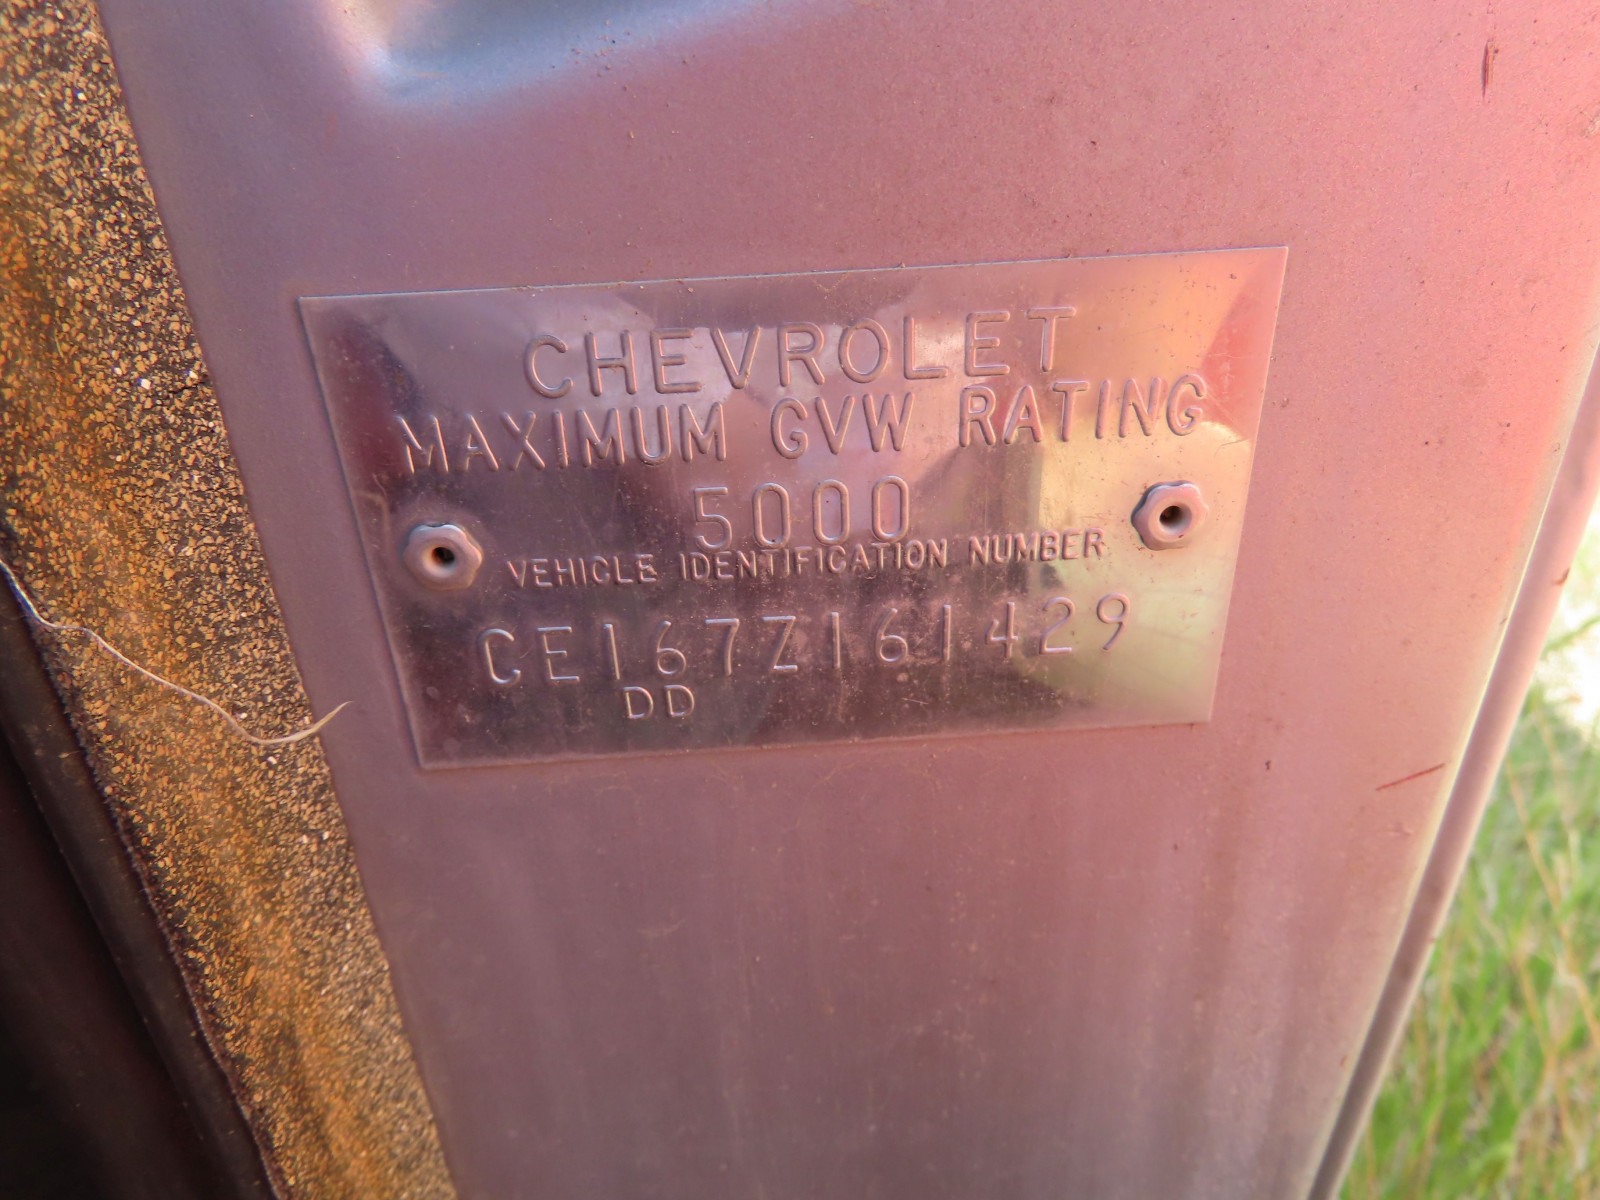 CHEVROLET
MAXIMUM GVW RATING
5000
VEHICLE IDENTIFICATION NUMBER
CE167Z161429
DD